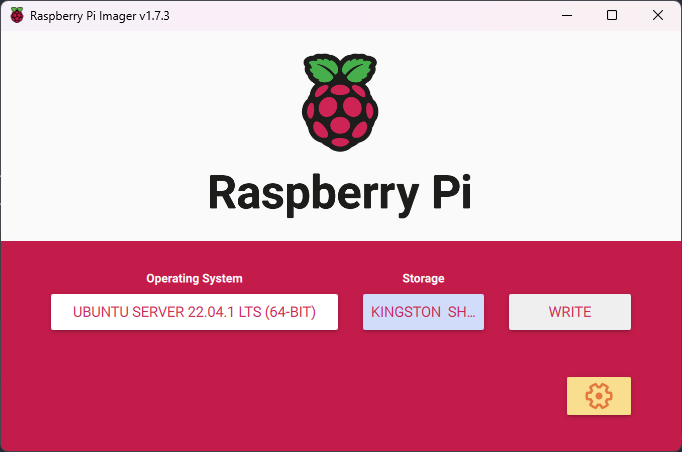 Raspberry Pi Imager v1.7.3
Raspberry Pi
Operating System
Storage
UBUNTU SERVER 22.04.1 LTS (64-BIT)
KINGSTON SH...
WRITE